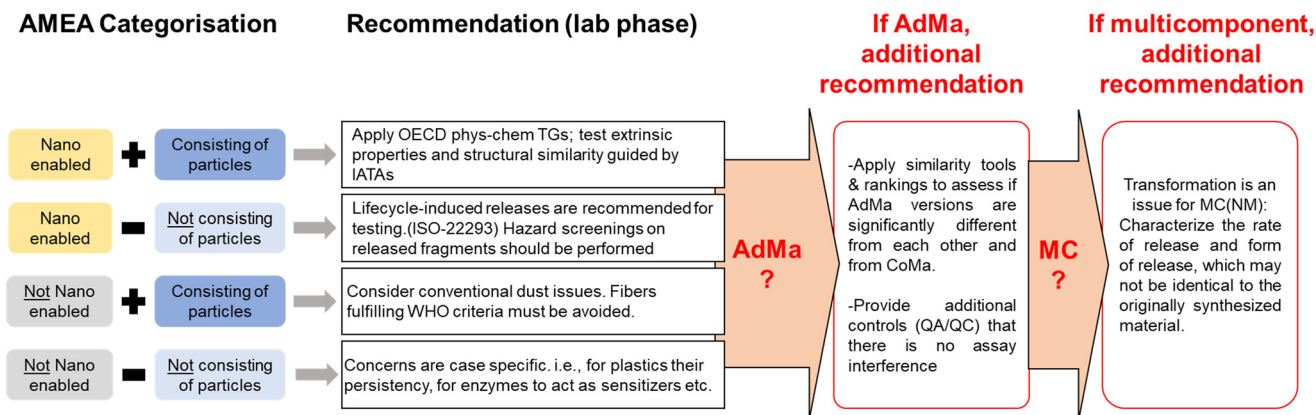 AMEA Categorisation
Recommendation (lab phase)
If AdMa,
additional
recommendation
If multicomponent,
additional
recommendation
Nano
enabled
+
Consisting of
particles
Apply OECD phys-chem TGs; test extrinsic
properties and structural similarity guided by
IATAs
Nano
enabled
-
Not consisting
of particles
Lifecycle-induced releases are recommended for
testing.(ISO-22293) Hazard screenings on
released fragments should be performed
Not Nano
enabled
+
Consisting of
particles
Consider conventional dust issues. Fibers
fulfilling WHO criteria must be avoided.
Not Nano
enabled
-
Not consisting
of particles
Concerns are case specific. i.e., for plastics their
persistency, for enzymes to act as sensitizers etc.
AdMa
?
-Apply similarity tools
& rankings to assess if
AdMa versions are
significantly different
from each other and
from CoMa.
-Provide additional
controls (QA/QC) that
there is no assay
interference
MC
?
Transformation is an
issue for MC(NM):
Characterize the rate
of release and form
of release, which may
not be identical to the
originally synthesized
material.